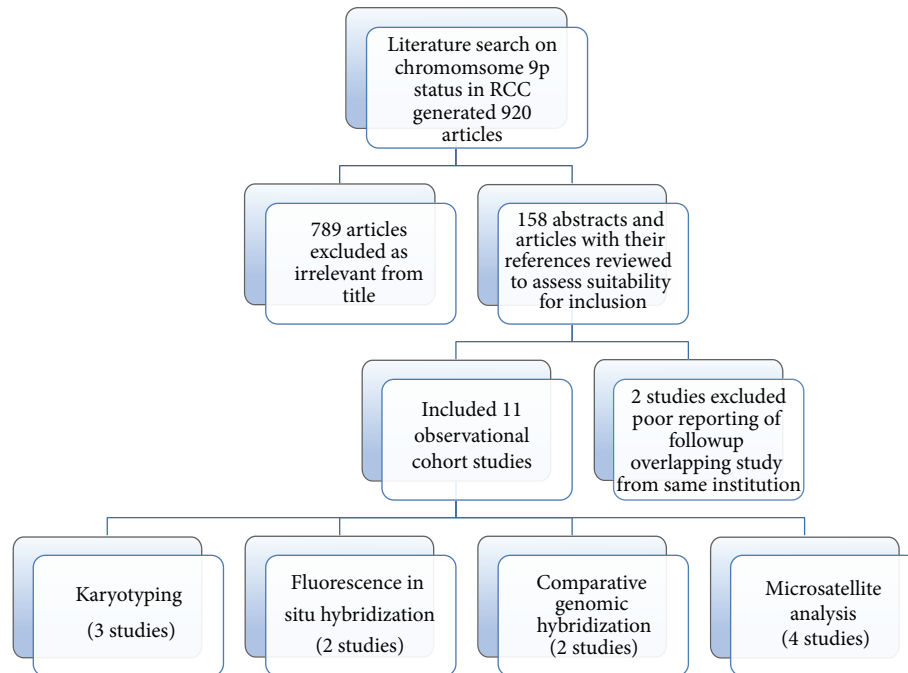 Literature search on
chromomsome 9p
status in RCC
generated 920
articles
789 articles
excluded as
irrelevant from
title
158 abstracts and
articles with their
references reviewed
to assess suitability
for inclusion
Included 11
observational
cohort studies
2 studies excluded
poor reporting of
followup
overlapping study
from same institution
Karyotyping
(3 studies)
Fluorescence in
situ hybridization
(2 studies)
Comparative
genomic
hybridization
(2 studies)
Microsatellite
analysis
(4 studies)